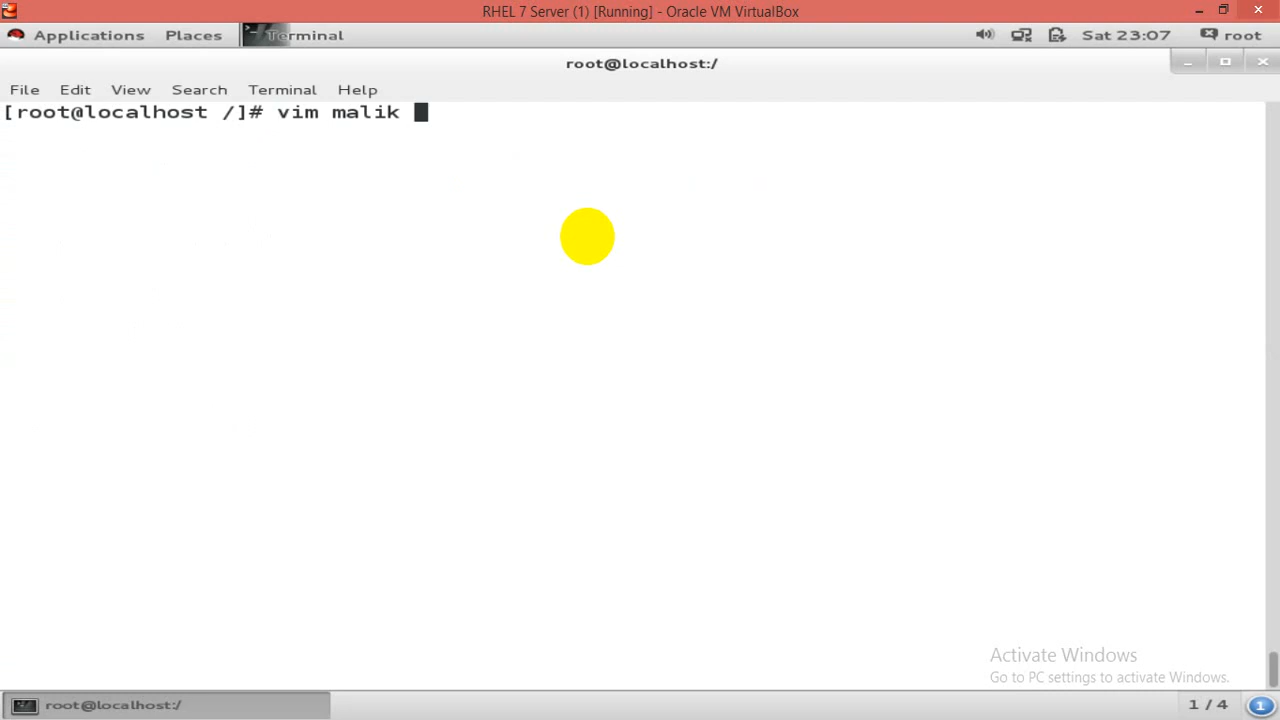 RHEL 7 Server (1) [Running] - Oracle VM VirtualBox
Applications Places Terminal Sat 23:07 root
root@localhost:/
File Edit View Search Terminal Help
[root@localhost /]# vim malik
Activate Windows
Go to PC settings to activate Windows.
root@localhost:/ 1 / 4 1